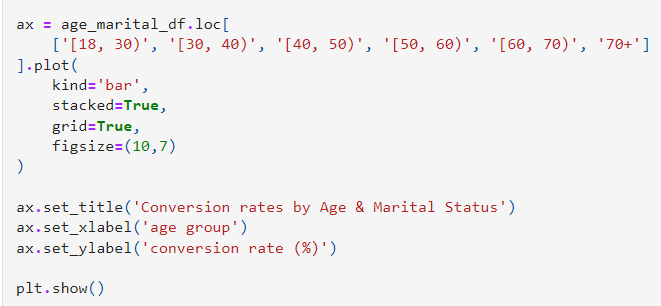 ax = age_marital_df.loc[
    ['[18, 30)', '[30, 40)', '[40, 50)', '[50, 60)', '[60, 70)', '70+']
].plot(
    kind='bar',
    stacked=True,
    grid=True,
    figsize=(10,7)
)
ax.set_title('Conversion rates by Age & Marital Status')
ax.set_xlabel('age group')
ax.set_ylabel('conversion rate (%)')
plt.show()